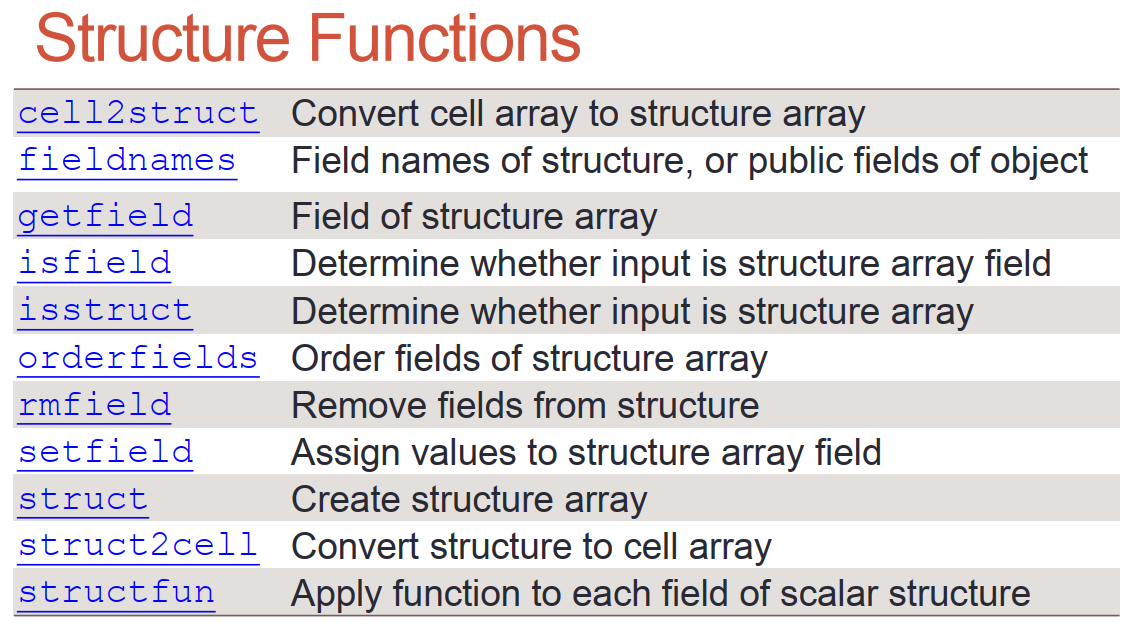 Structure Functions
cell2struct Convert cell array to structure array
fieldnames Field names of structure, or public fields of object
getfield Field of structure array
isfield Determine whether input is structure array field
isstruct Determine whether input is structure array
orderfields Order fields of structure array
rmfield Remove fields from structure
setfield Assign values to structure array field
struct Create structure array
struct2cell Convert structure to cell array
structfun Apply function to each field of scalar structure